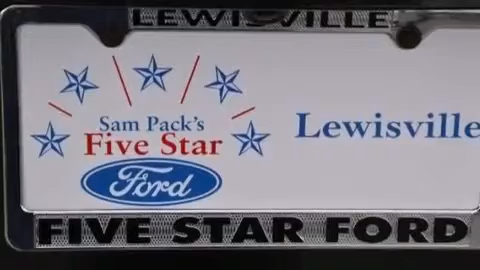 LEWISVILLE
Sam Pack's
Five Star
Lewisville
Ford
FIVE STAR FORD